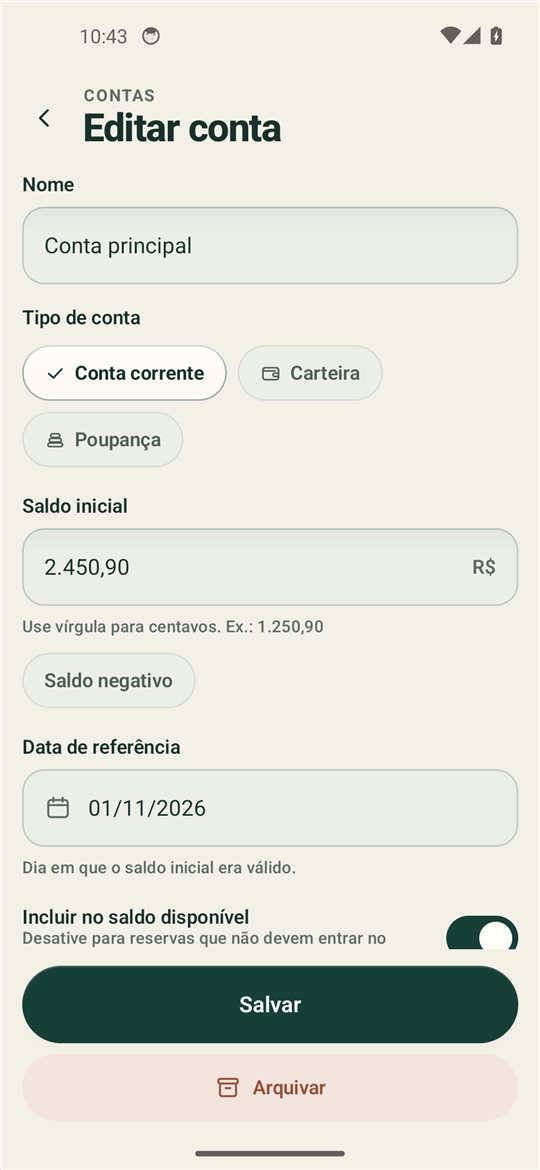 10:43
CONTAS
Editar conta
Nome
Conta principal
Tipo de conta
Conta corrente
Carteira
Poupança
Saldo inicial
2.450,90 R$
Use vírgula para centavos. Ex.: 1.250,90
Saldo negativo
Data de referência
01/11/2026
Dia em que o saldo inicial era válido.
Incluir no saldo disponível
Desative para reservas que não devem entrar no
Salvar
Arquivar